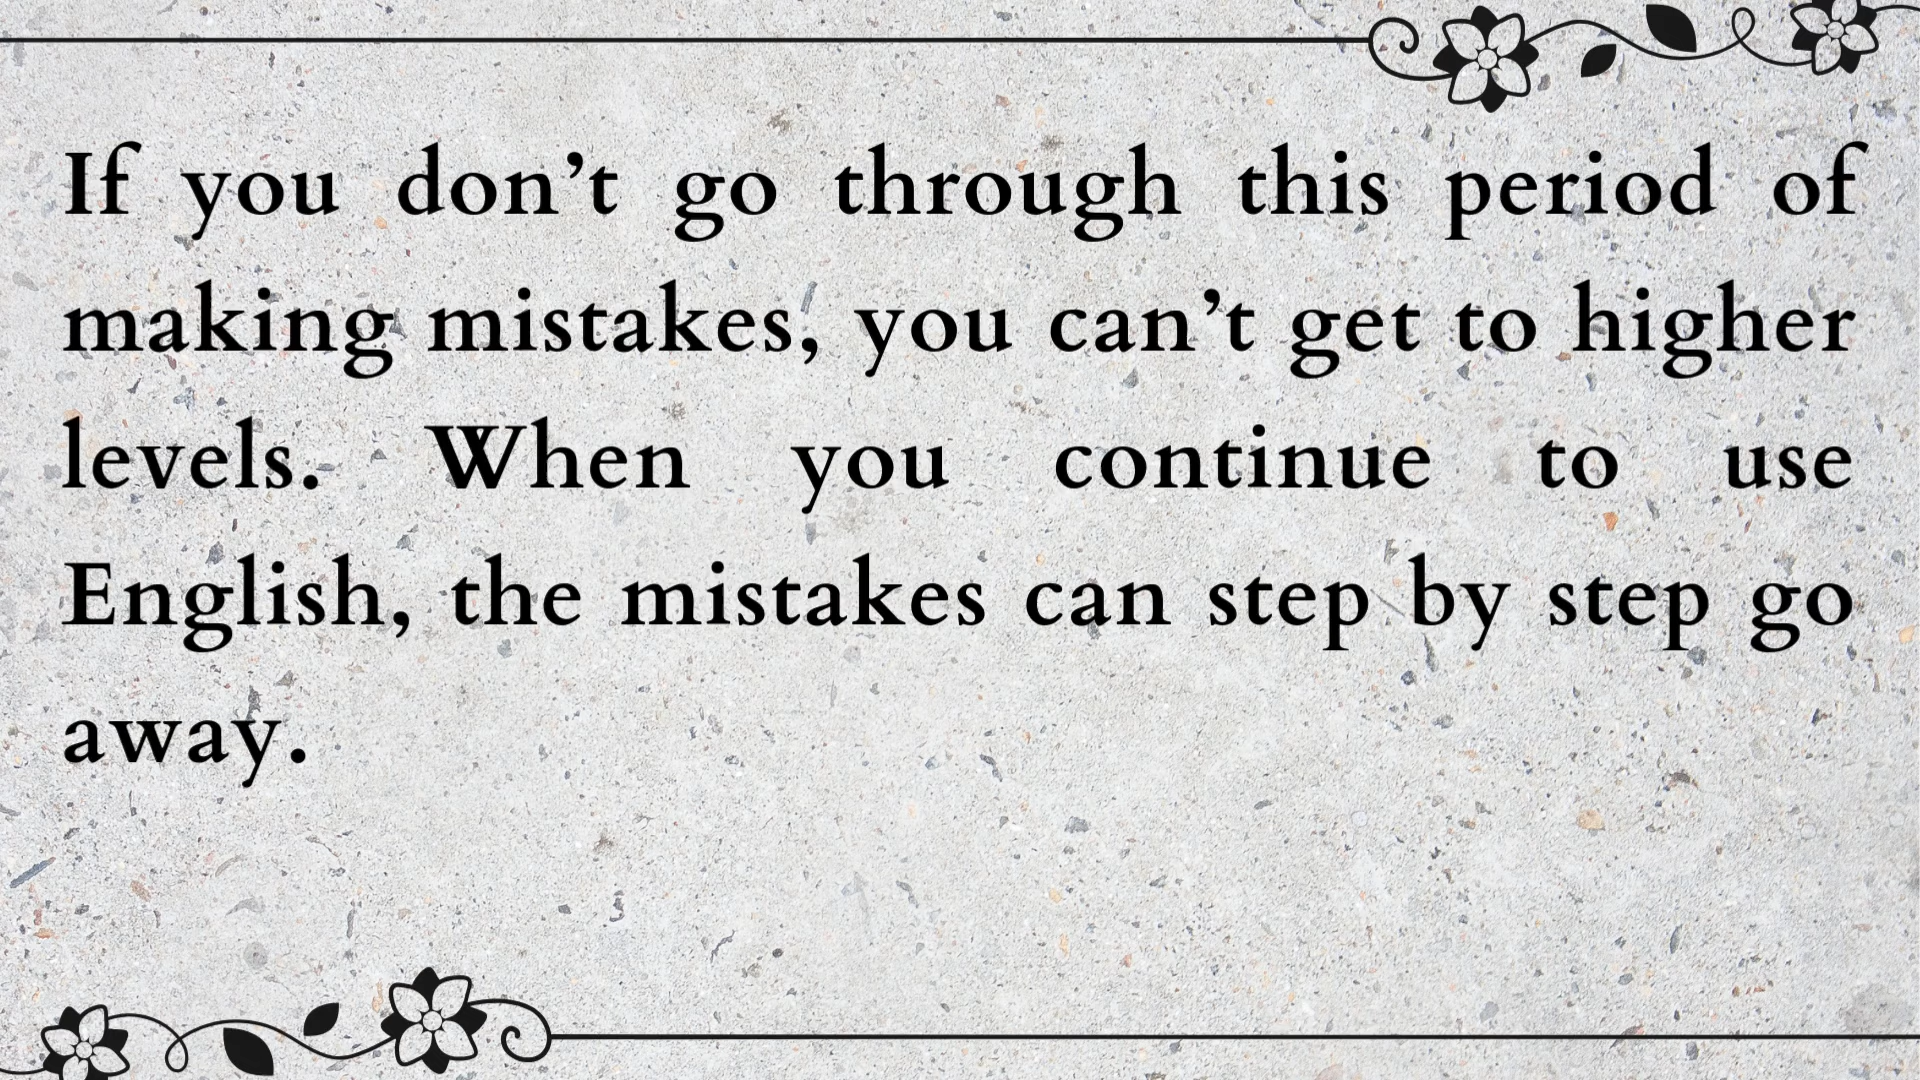 If you don’t go through this period of
making mistakes, you can’t get to higher
levels. When you continue to use
English, the mistakes can step by step go
away.